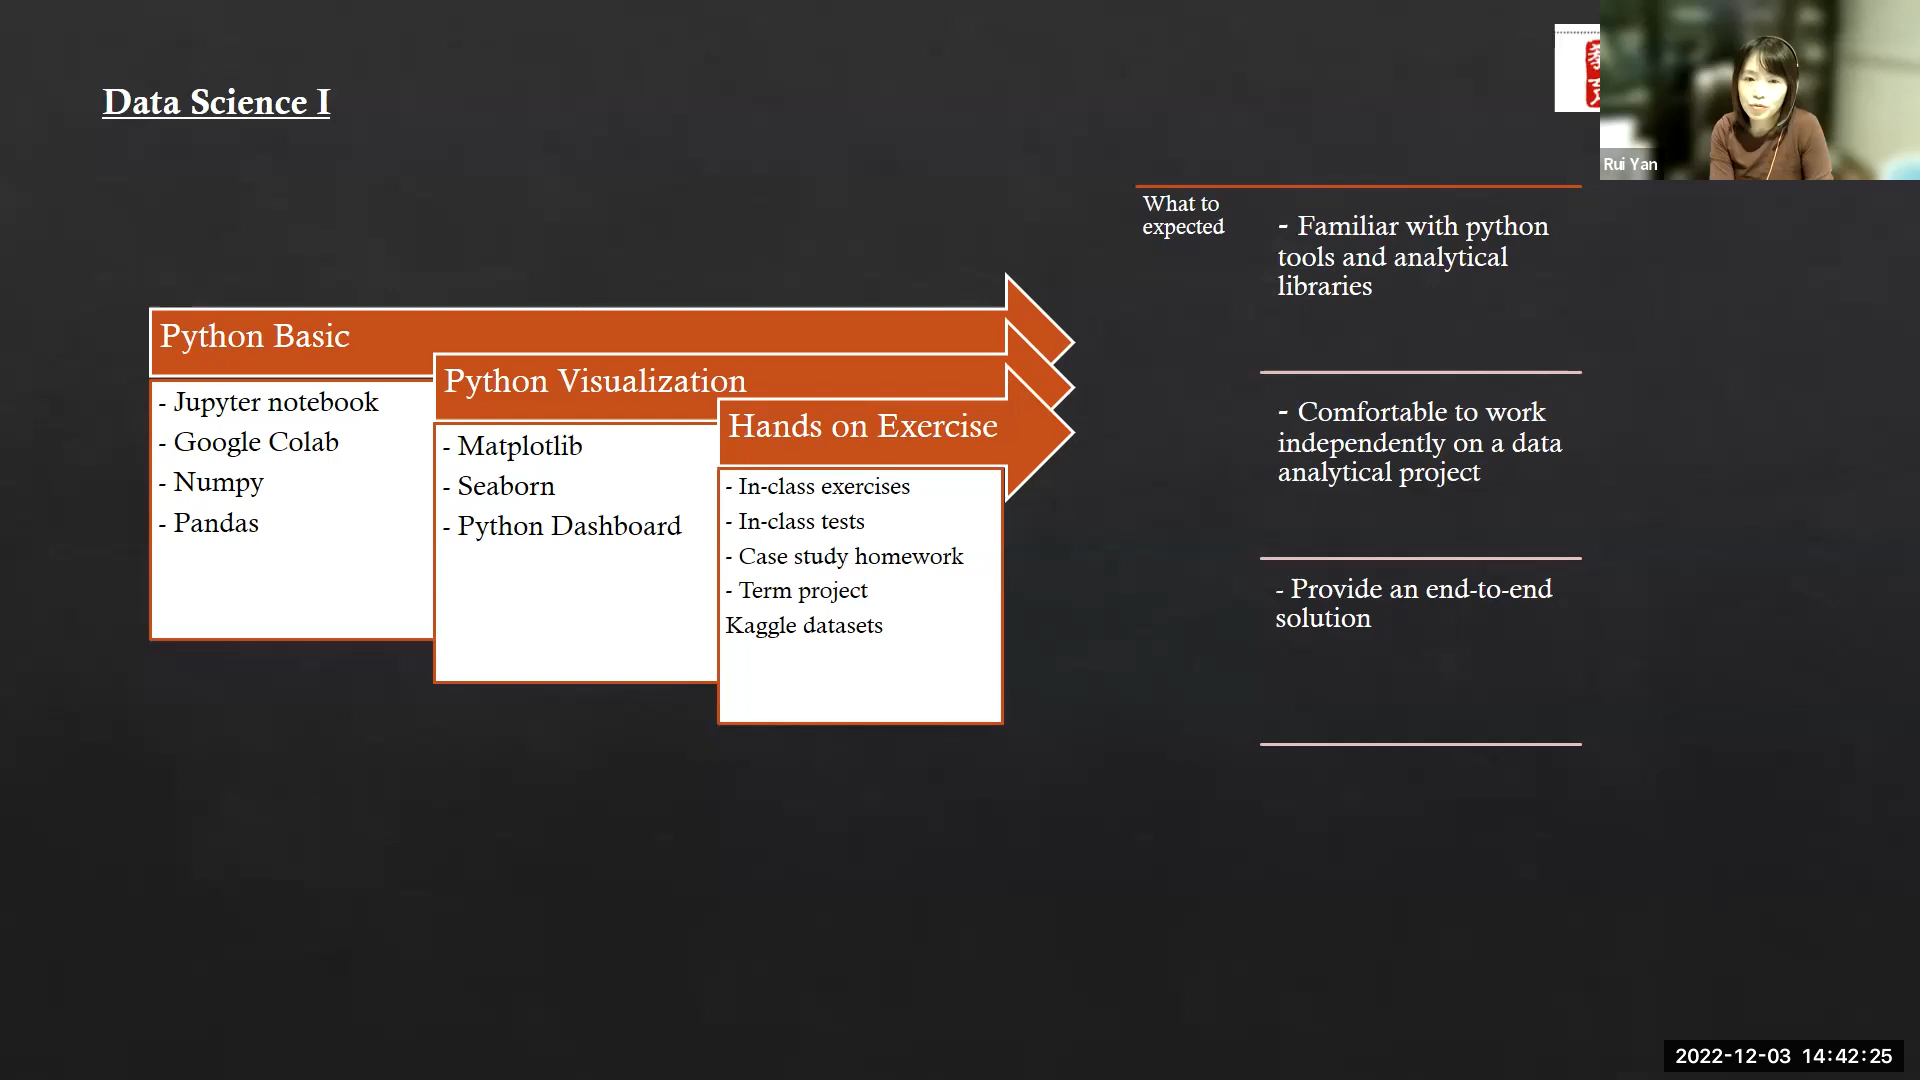 Data Science I
Rui Yan
What to
expected
- Familiar with python
tools and analytical
libraries
Python Basic
- Jupyter notebook
- Google Colab
- Numpy
- Pandas
Python Visualization
- Matplotlib
- Seaborn
- Python Dashboard
Hands on Exercise
- In-class exercises
- In-class tests
- Case study homework
- Term project
Kaggle datasets
- Comfortable to work
independently on a data
analytical project
- Provide an end-to-end
solution
2022-12-03 14:42:25